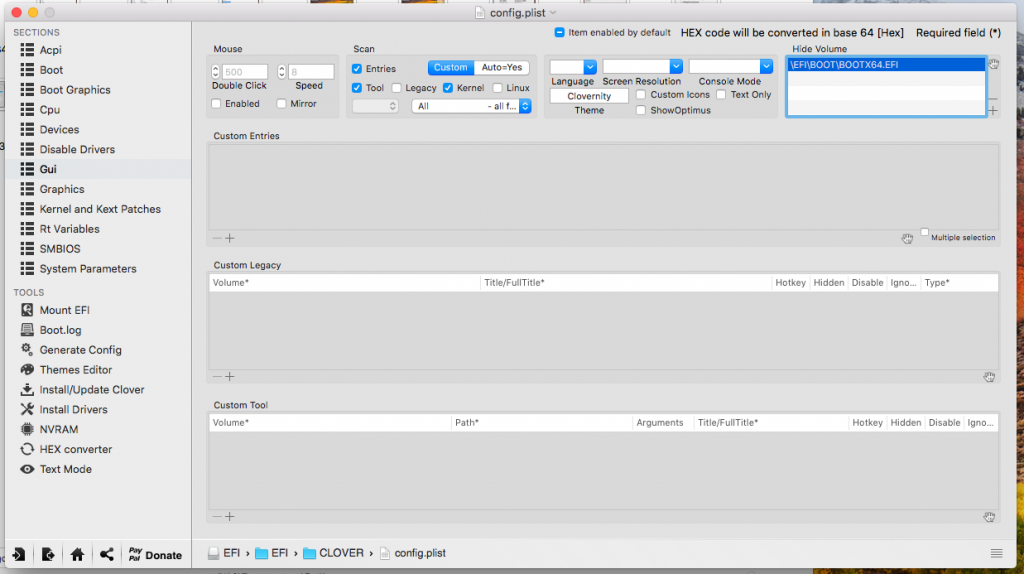 config.plist
SECTIONS
Acpi
Boot
Boot Graphics
Cpu
Devices
Disable Drivers
Gui
Graphics
Kernel and Kext Patches
Rt Variables
SMBIOS
System Parameters
TOOLS
Mount EFI
Boot.log
Generate Config
Themes Editor
Install/Update Clover
Install Drivers
NVRAM
HEX converter
Text Mode
Pay Pal Donate
Item enabled by default HEX code will be converted in base 64 [Hex] Required field (*)
Mouse
500 8
Double Click Speed
Enabled Mirror
Scan
Entries Custom Auto=Yes
Tool Legacy Kernel Linux
All - all f...
Language Screen Resolution Console Mode
Clovernity Custom Icons Text Only
Theme ShowOptimus
Hide Volume
\EFI\BOOT\BOOTX64.EFI
Custom Entries
Multiple selection
Custom Legacy
Volume* Title/FullTitle* Hotkey Hidden Disable Igno... Type*
Custom Tool
Volume* Path* Arguments Title/FullTitle* Hotkey Hidden Disable Igno...
EFI › EFI › CLOVER › config.plist